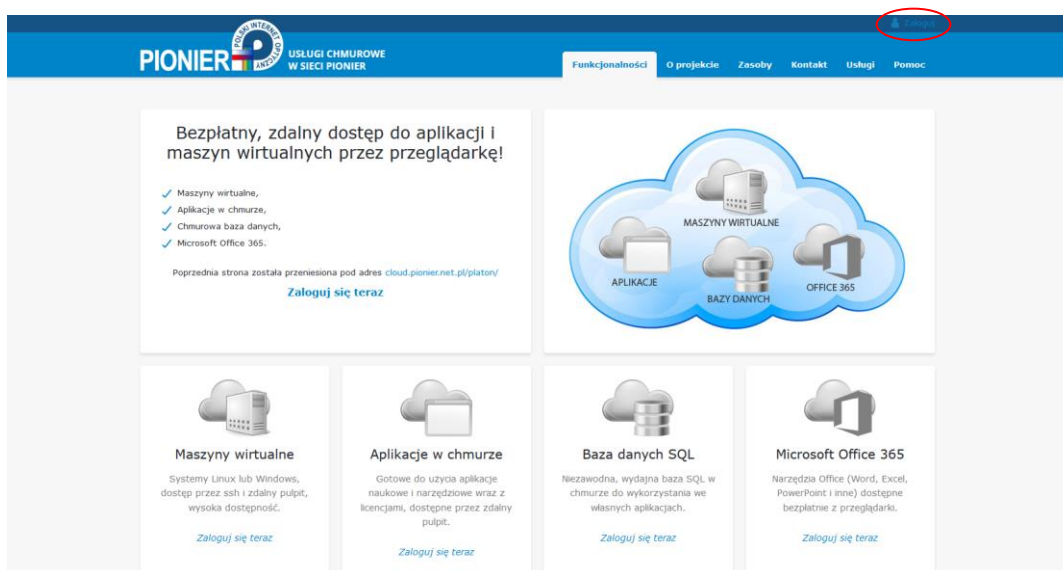 Zaloguj
POLSKI INTERNET OPTYCZNY
PIONIER
USŁUGI CHMUROWE
W SIECI PIONIER
Funkcjonalności O projekcie Zasoby Kontakt Usługi Pomoc
Bezpłatny, zdalny dostęp do aplikacji i
maszyn wirtualnych przez przeglądarkę!
Maszyny wirtualne,
Aplikacje w chmurze,
Chmurowa baza danych,
Microsoft Office 365.
Poprzednia strona została przeniesiona pod adres cloud.pionier.net.pl/platon/
Zaloguj się teraz
MASZYNY WIRTUALNE
APLIKACJE
BAZY DANYCH
OFFICE 365
Maszyny wirtualne
Systemy Linux lub Windows,
dostęp przez ssh i zdalny pulpit,
wysoka dostępność.
Zaloguj się teraz
Aplikacje w chmurze
Gotowe do użycia aplikacje
naukowe i narzędziowe wraz z
licencjami, dostępne przez zdalny
pulpit.
Zaloguj się teraz
Baza danych SQL
Niezawodna, wydajna baza SQL w
chmurze do wykorzystania we
własnych aplikacjach.
Zaloguj się teraz
Microsoft Office 365
Narzędzia Office (Word, Excel,
PowerPoint i inne) dostępne
bezpłatnie z przeglądarki.
Zaloguj się teraz